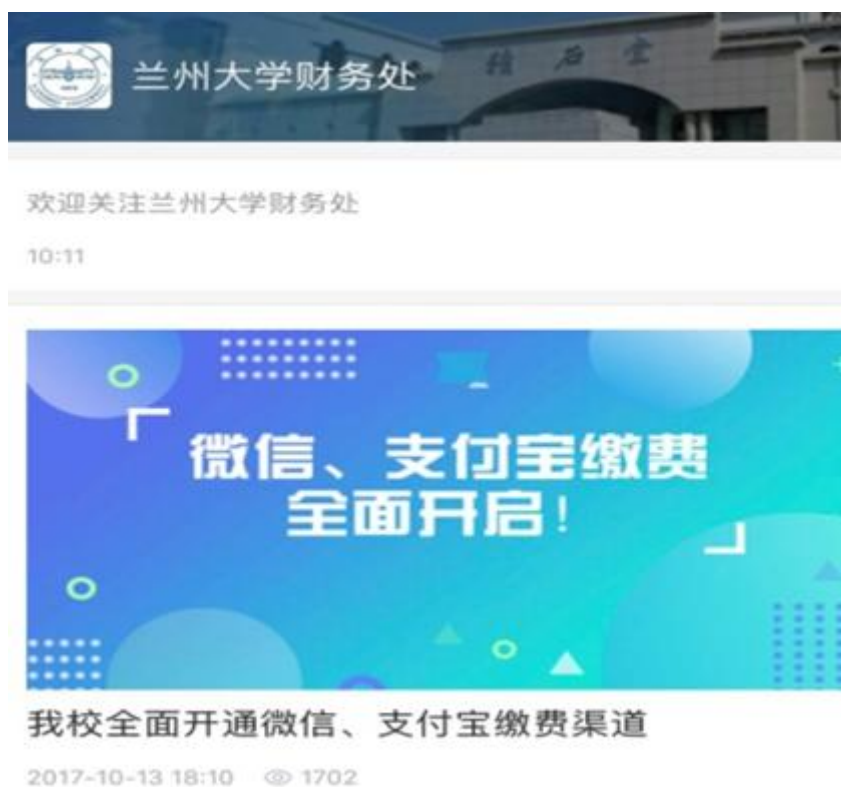 兰州大学财务处
欢迎关注兰州大学财务处
10:11
微信、支付宝缴费
全面开启!
我校全面开通微信、支付宝缴费渠道
2017-10-13 18:10 1702